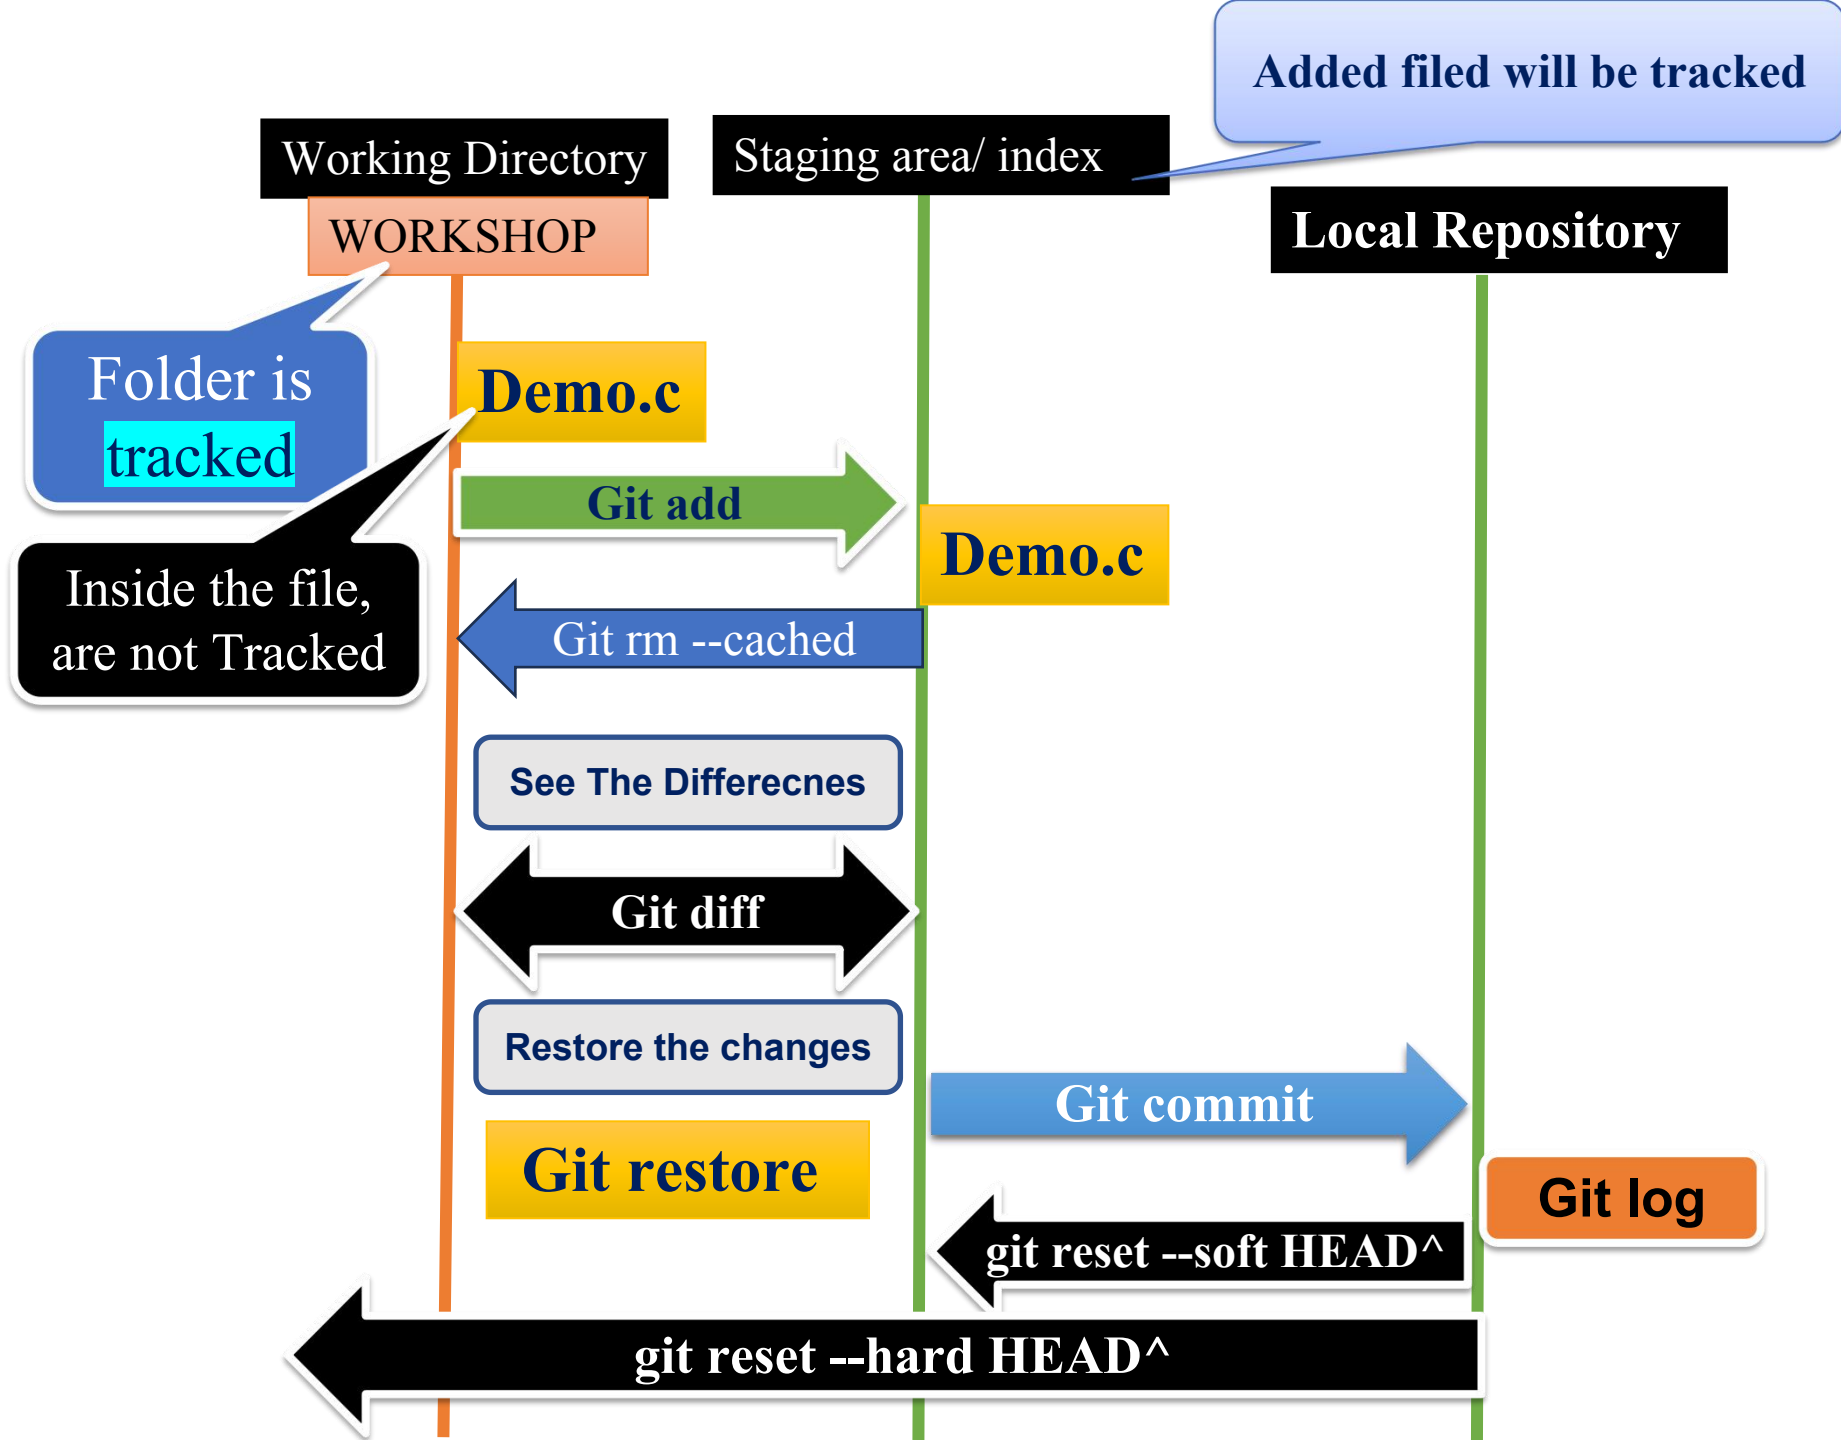 Added filed will be tracked
Working Directory
Staging area/ index
WORKSHOP
Local Repository
Folder is
tracked
Demo.c
Git add
Demo.c
Inside the file,
are not Tracked
Git rm --cached
See The Differecnes
Git diff
Restore the changes
Git commit
Git restore
Git log
git reset --soft HEAD^
git reset --hard HEAD^